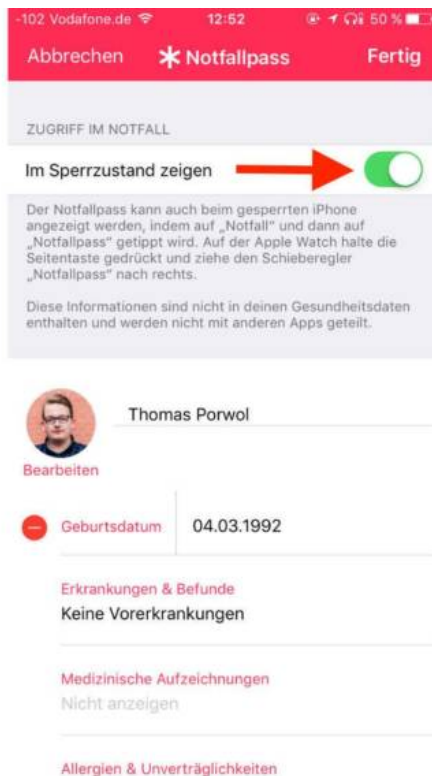 -102 Vodafone.de 12:52 50 %
Abbrechen Notfallpass Fertig
ZUGRIFF IM NOTFALL
Im Sperrzustand zeigen
Der Notfallpass kann auch beim gesperrten iPhone
angezeigt werden, indem auf „Notfall“ und dann auf
„Notfallpass“ getippt wird. Auf der Apple Watch halte die
Seitentaste gedrückt und ziehe den Schieberegler
„Notfallpass“ nach rechts.
Diese Informationen sind nicht in deinen Gesundheitsdaten
enthalten und werden nicht mit anderen Apps geteilt.
Thomas Porwol
Bearbeiten
Geburtsdatum 04.03.1992
Erkrankungen & Befunde
Keine Vorerkrankungen
Medizinische Aufzeichnungen
Nicht anzeigen
Allergien & Unverträglichkeiten